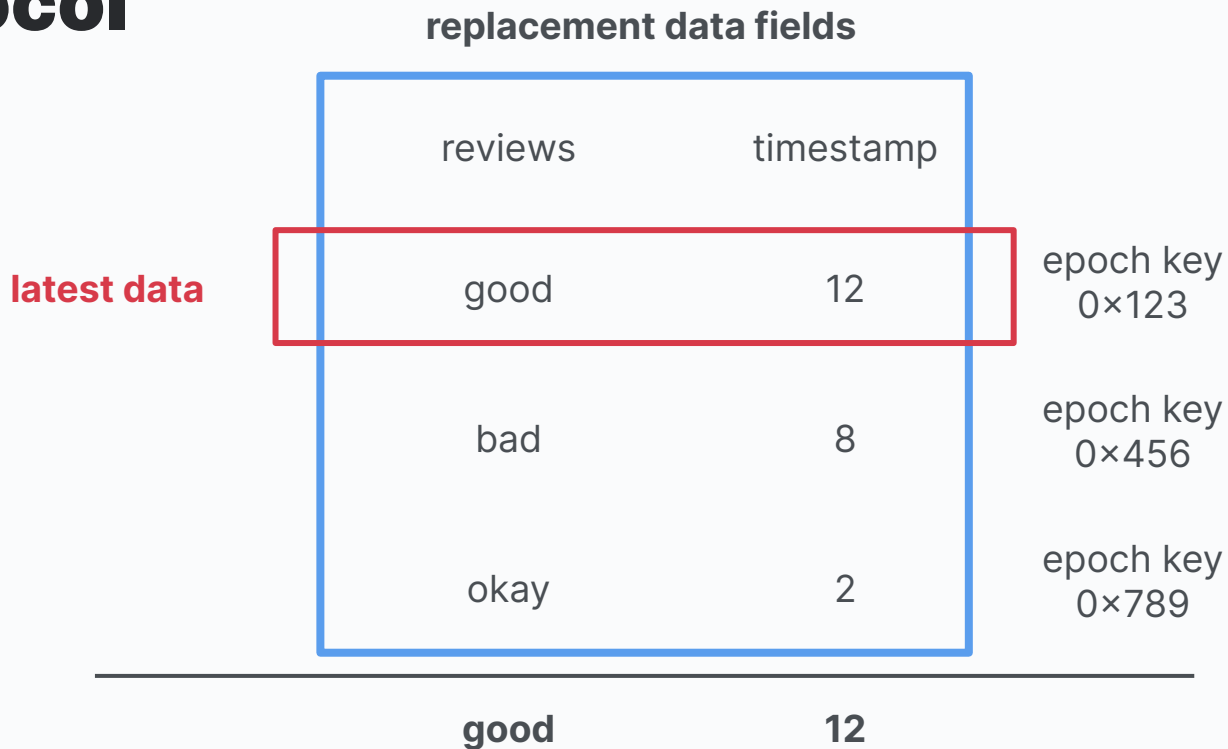 replacement data fields
reviews timestamp
latest data good 12 epoch key
0×123
bad 8 epoch key
0×456
okay 2 epoch key
0×789
good 12